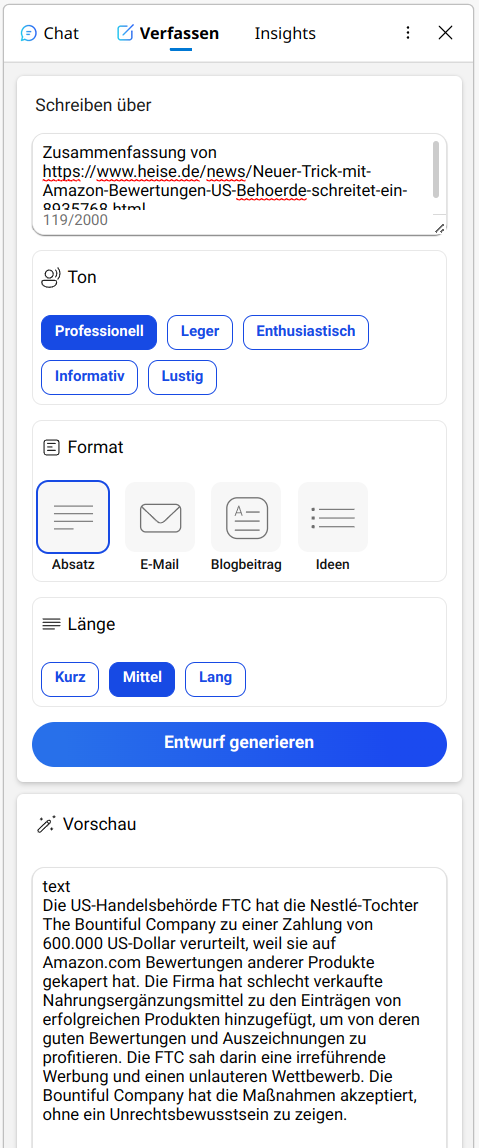 Chat
Verfassen
Insights
Schreiben über
Zusammenfassung von
https://www.heise.de/news/Neuer-Trick-mit-
Amazon-Bewertungen-US-Behoerde-schreitet-ein-
8935768.html
119/2000
Ton
Professionell
Leger
Enthusiastisch
Informativ
Lustig
Format
Absatz
E-Mail
Blogbeitrag
Ideen
Länge
Kurz
Mittel
Lang
Entwurf generieren
Vorschau
text
Die US-Handelsbehörde FTC hat die Nestlé-Tochter
The Bountiful Company zu einer Zahlung von
600.000 US-Dollar verurteilt, weil sie auf
Amazon.com Bewertungen anderer Produkte
gekapert hat. Die Firma hat schlecht verkaufte
Nahrungsergänzungsmittel zu den Einträgen von
erfolgreichen Produkten hinzugefügt, um von deren
guten Bewertungen und Auszeichnungen zu
profitieren. Die FTC sah darin eine irreführende
Werbung und einen unlauteren Wettbewerb. Die
Bountiful Company hat die Maßnahmen akzeptiert,
ohne ein Unrechtsbewusstsein zu zeigen.